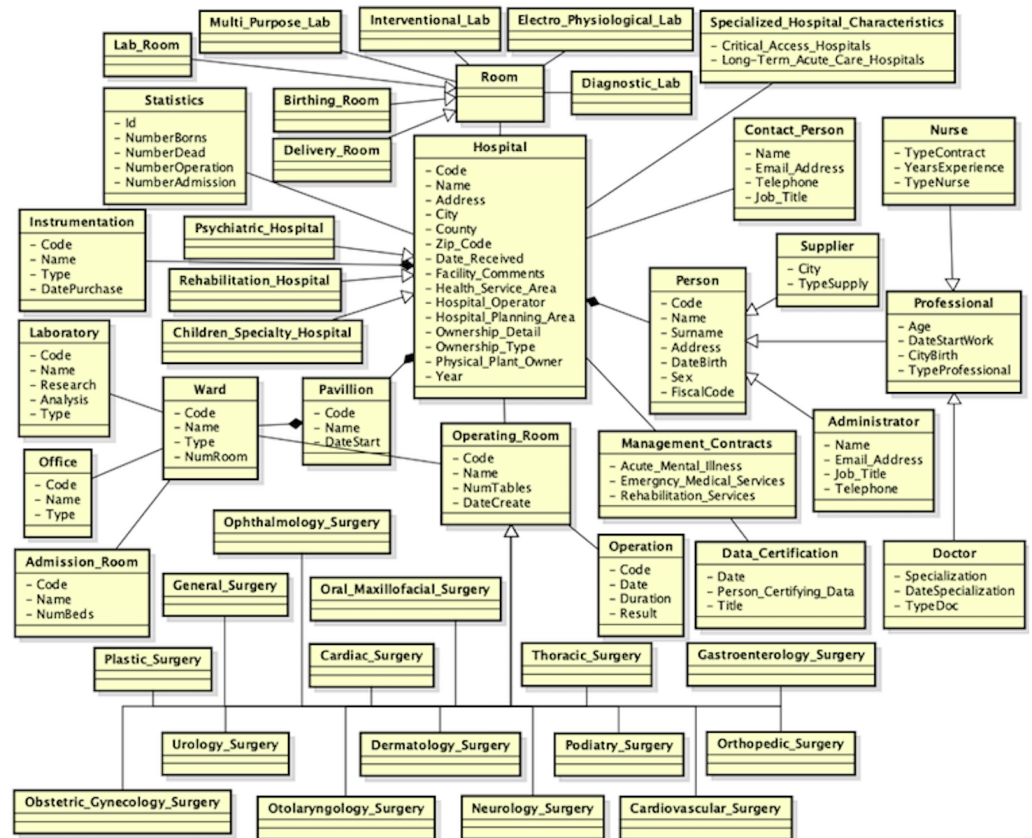 Multi_Purpose_Lab
Interventional_Lab
Electro_Physiological_Lab
Specialized_Hospital_Characteristics
- Critical_Access_Hospitals
- Long-Term_Acute_Care_Hospitals
Lab_Room
Room
Diagnostic_Lab
Birthing_Room
Delivery_Room
Statistics
- Id
- NumberBorns
- NumberDead
- NumberOperation
- NumberAdmission
Hospital
- Code
- Name
- Address
- City
- County
- Zip_Code
- Date_Received
- Facility_Comments
- Health_Service_Area
- Hospital_Operator
- Hospital_Planning_Area
- Ownership_Detail
- Ownership_Type
- Physical_Plant_Owner
- Year
Contact_Person
- Name
- Email_Address
- Telephone
- Job_Title
Nurse
- TypeContract
- YearsExperience
- TypeNurse
Instrumentation
- Code
- Name
- Type
- DatePurchase
Psychiatric_Hospital
Rehabilitation_Hospital
Children_Specialty_Hospital
Supplier
- City
- TypeSupply
Person
- Code
- Name
- Surname
- Address
- DateBirth
- Sex
- FiscalCode
Professional
- Age
- DateStartWork
- CityBirth
- TypeProfessional
Laboratory
- Code
- Name
- Research
- Analysis
- Type
Ward
- Code
- Name
- Type
- NumRoom
Pavillion
- Code
- Name
- DateStart
Operating_Room
- Code
- Name
- NumTables
- DateCreate
Management_Contracts
- Acute_Mental_Illness
- Emergncy_Medical_Services
- Rehabilitation_Services
Administrator
- Name
- Email_Address
- Job_Title
- Telephone
Office
- Code
- Name
- Type
Admission_Room
- Code
- Name
- NumBeds
Operation
- Code
- Date
- Duration
- Result
Data_Certification
- Date
- Person_Certifying_Data
- Title
Doctor
- Specialization
- DateSpecialization
- TypeDoc
Ophthalmology_Surgery
General_Surgery
Oral_Maxillofacial_Surgery
Plastic_Surgery
Cardiac_Surgery
Thoracic_Surgery
Gastroenterology_Surgery
Urology_Surgery
Dermatology_Surgery
Podiatry_Surgery
Orthopedic_Surgery
Obstetric_Gynecology_Surgery
Otolaryngology_Surgery
Neurology_Surgery
Cardiovascular_Surgery